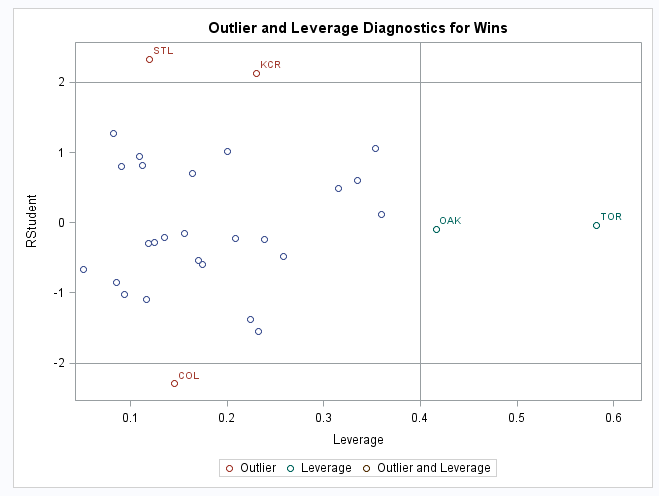 Outlier and Leverage Diagnostics for Wins
STL
KCR
2
1
OAK
TOR
0
RStudent
-1
-2
COL
0.1 0.2 0.3 0.4 0.5 0.6
Leverage
Outlier Leverage Outlier and Leverage